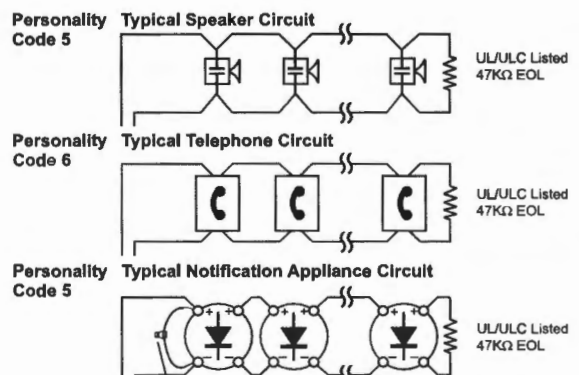 Personality Typical Speaker Circuit
Code 5
UL/ULC Listed
47KΩ EOL
Personality Typical Telephone Circuit
Code 6
UL/ULC Listed
47KΩ EOL
Personality Typical Notification Appliance Circuit
Code 5
+ + + + + +
UL/ULC Listed
47KΩ EOL
− − − − − −